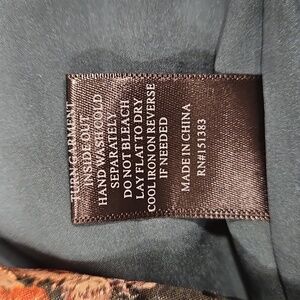 TURN GARMENT
INSIDE OUT
HAND WASH COLD
SEPARATELY
DO NOT BLEACH
LAY FLAT TO DRY
COOL IRON ON REVERSE
IF NEEDED
MADE IN CHINA
RN#151383